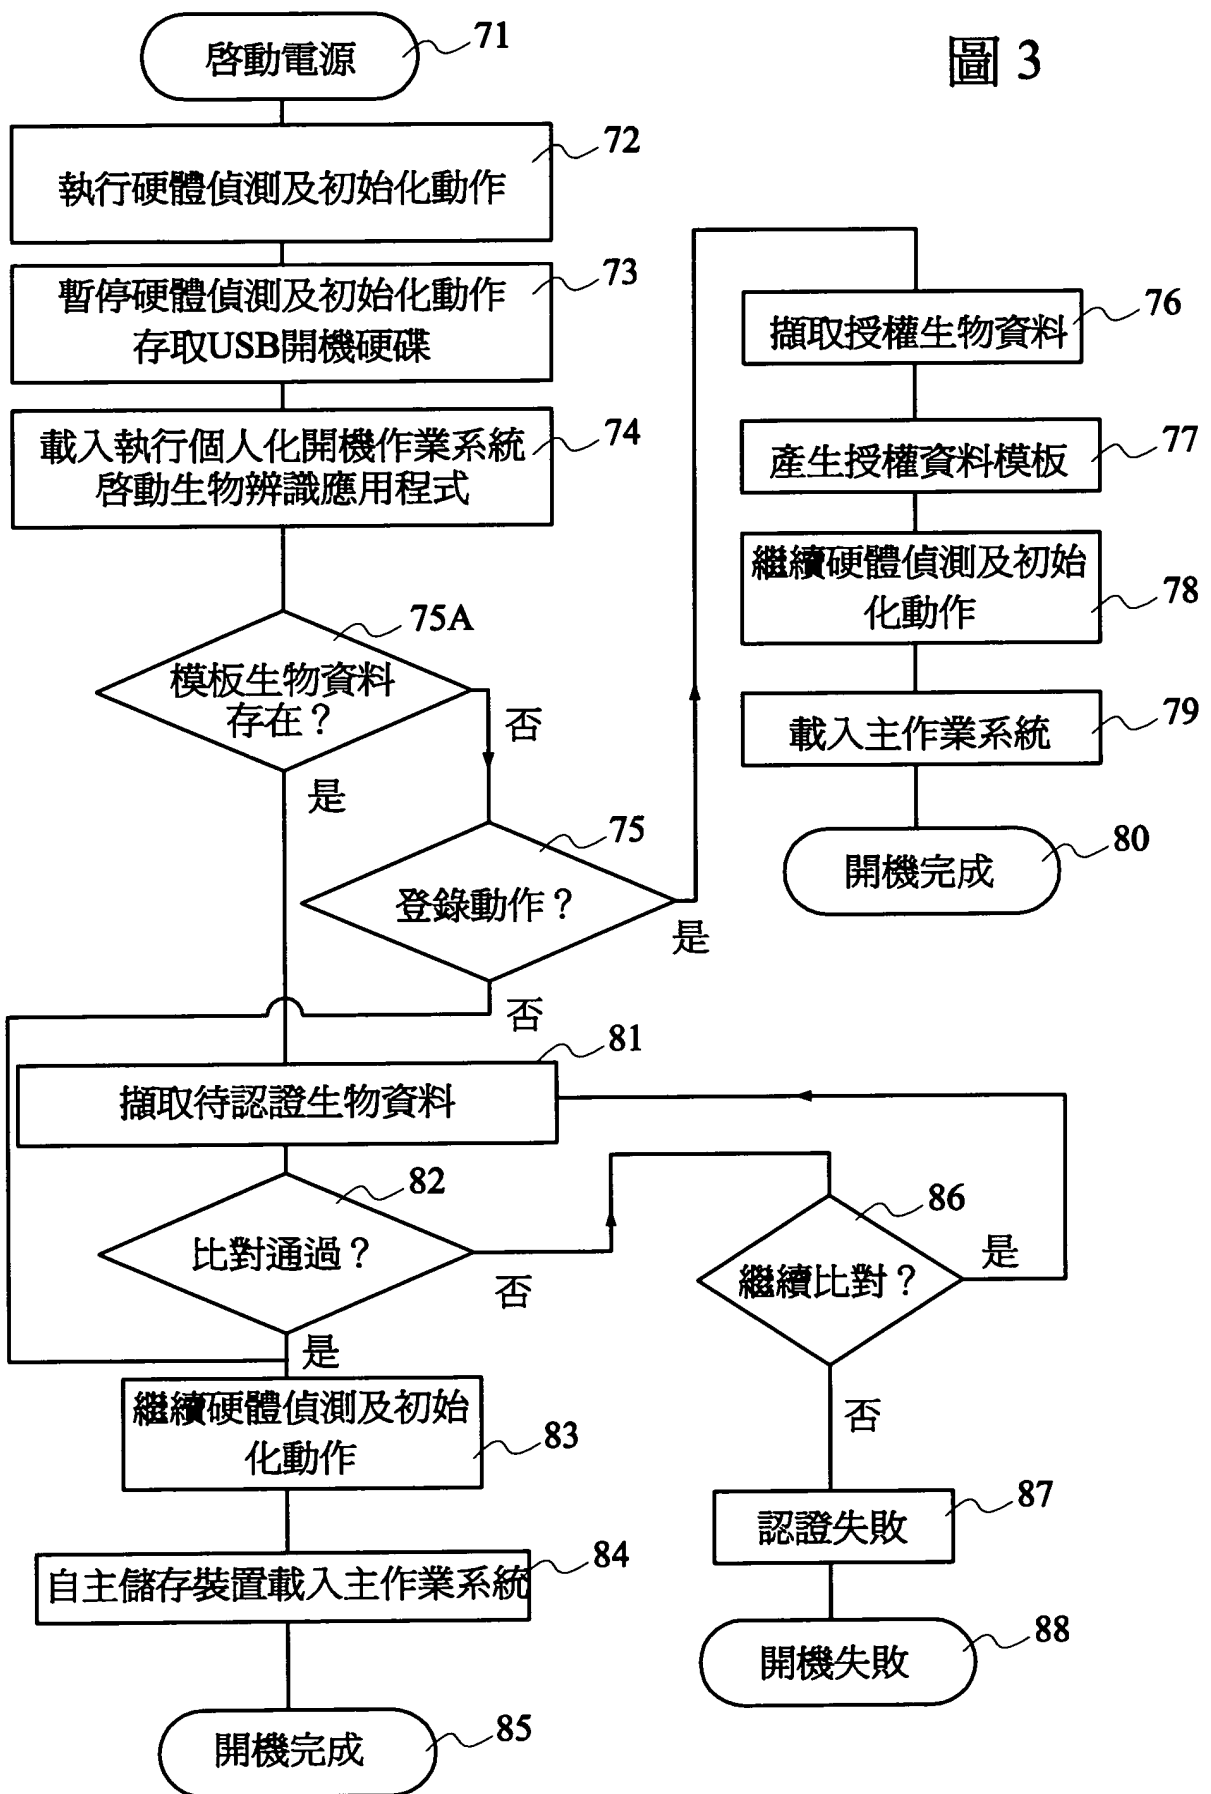 圖 3
啓動電源
71
執行硬體偵測及初始化動作
72
暫停硬體偵測及初始化動作
存取USB開機硬碟
73
載入執行個人化開機作業系統
啓動生物辨識應用程式
74
75A
模板生物資料
存在？
否
是
75
登錄動作？
是
否
擷取授權生物資料
76
產生授權資料模板
77
繼續硬體偵測及初始
化動作
78
載入主作業系統
79
開機完成
80
81
擷取待認證生物資料
82
比對通過？
否
是
86
繼續比對？
是
否
繼續硬體偵測及初始
化動作
83
自主儲存裝置載入主作業系統
84
開機完成
85
認證失敗
87
開機失敗
88